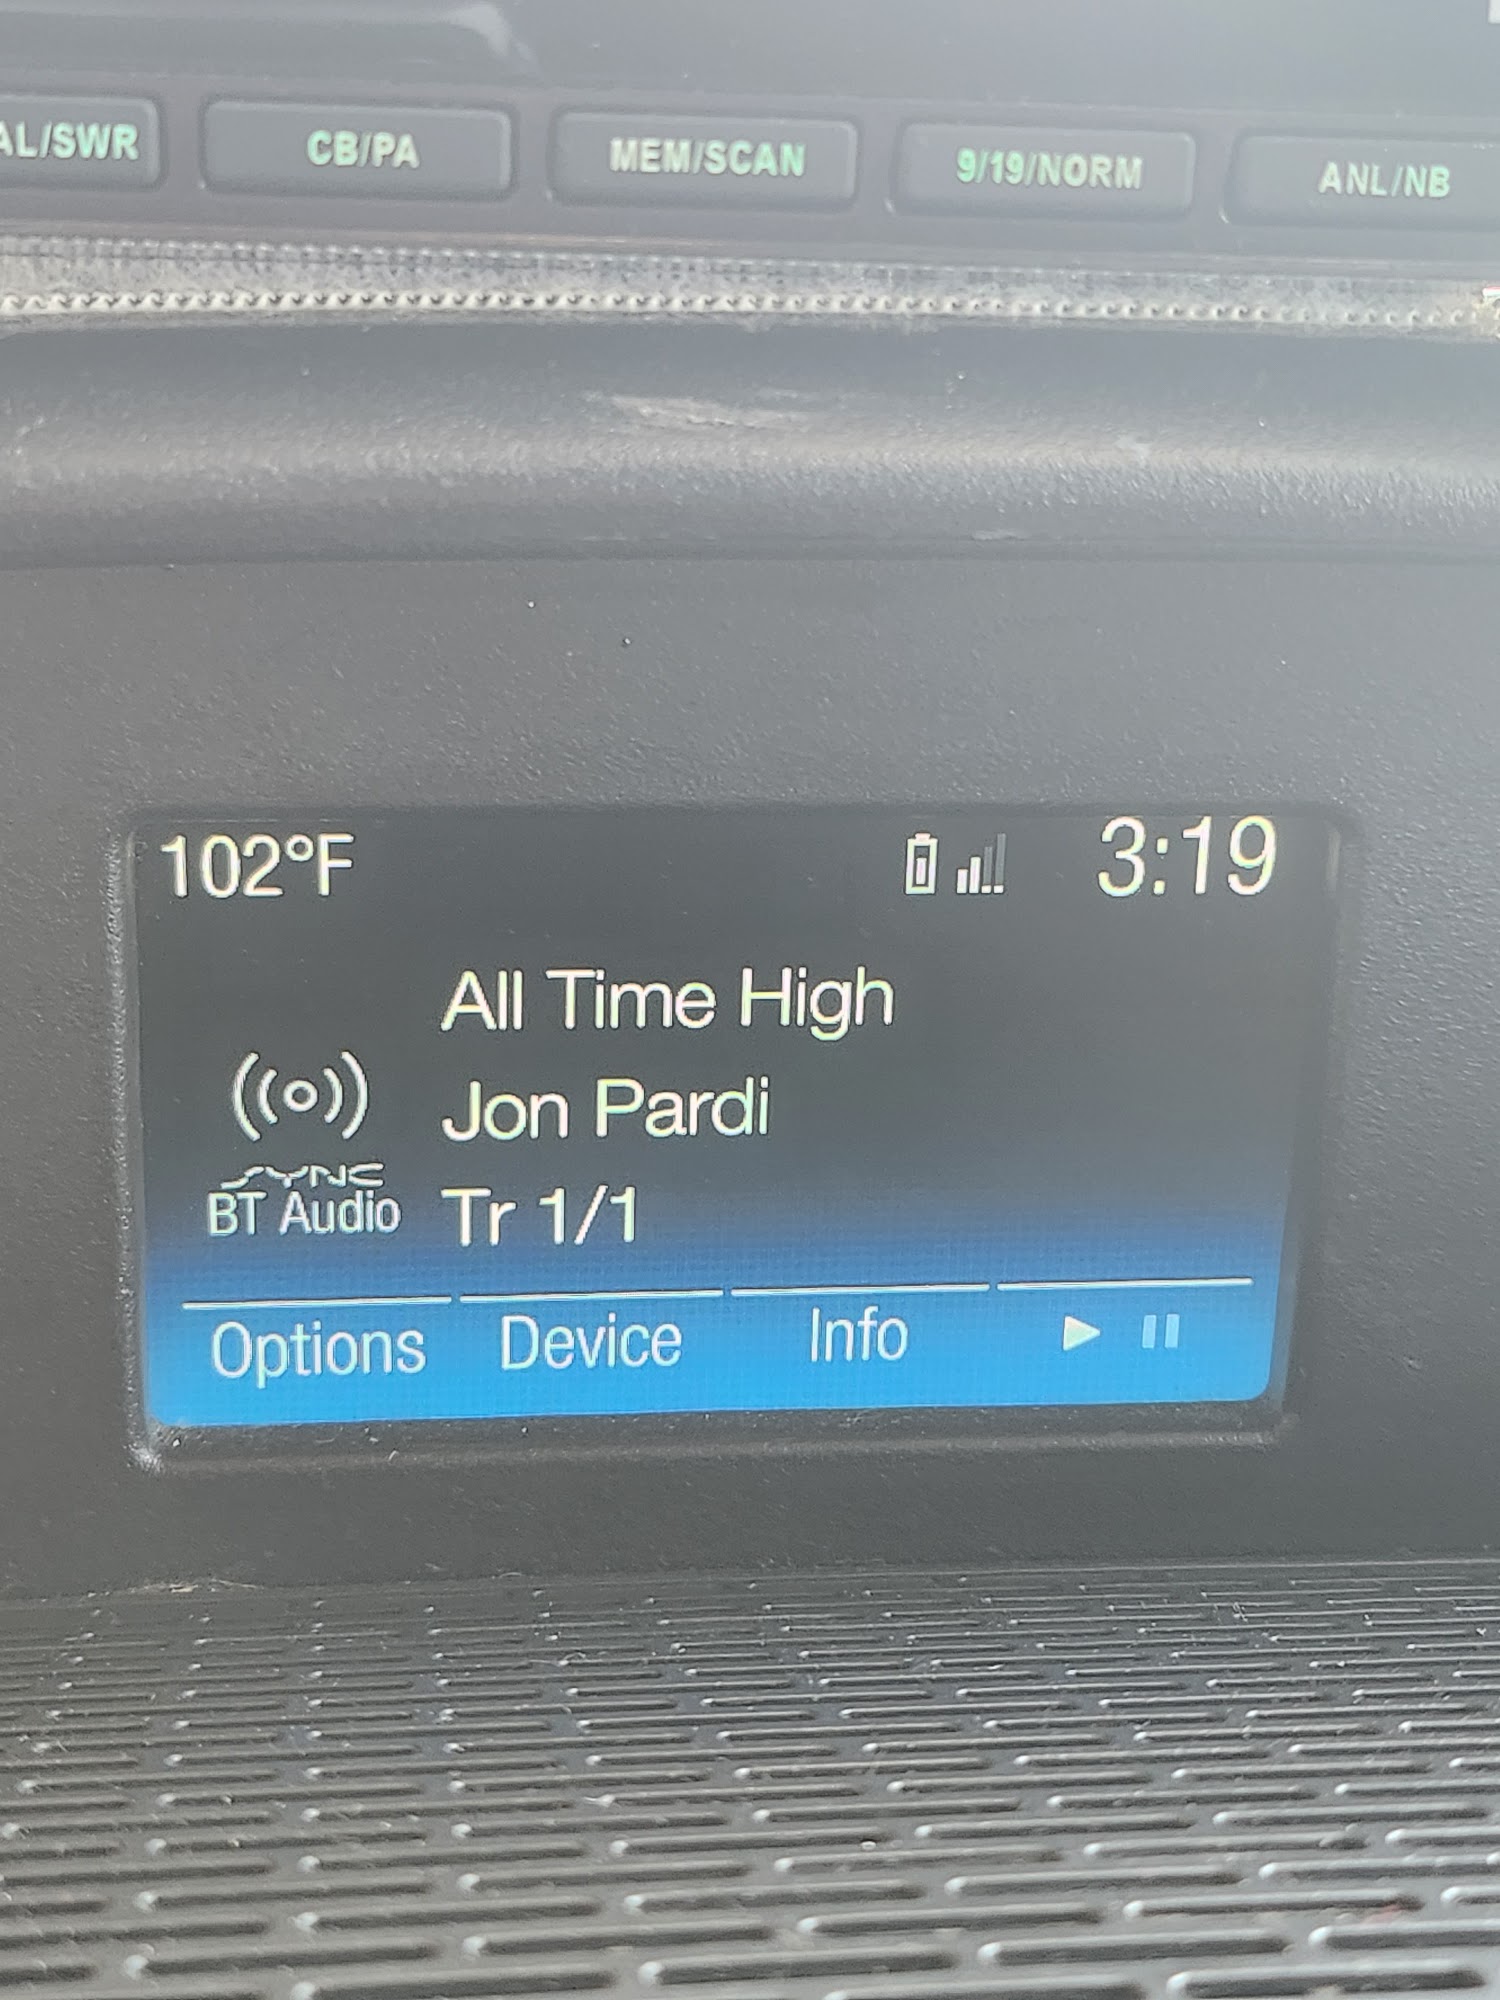 AL/SWR CB/PA MEM/SCAN 9/19/NORM ANL/NB
102°F 3:19
All Time High
Jon Pardi
SYNC
BT Audio Tr 1/1
Options Device Info